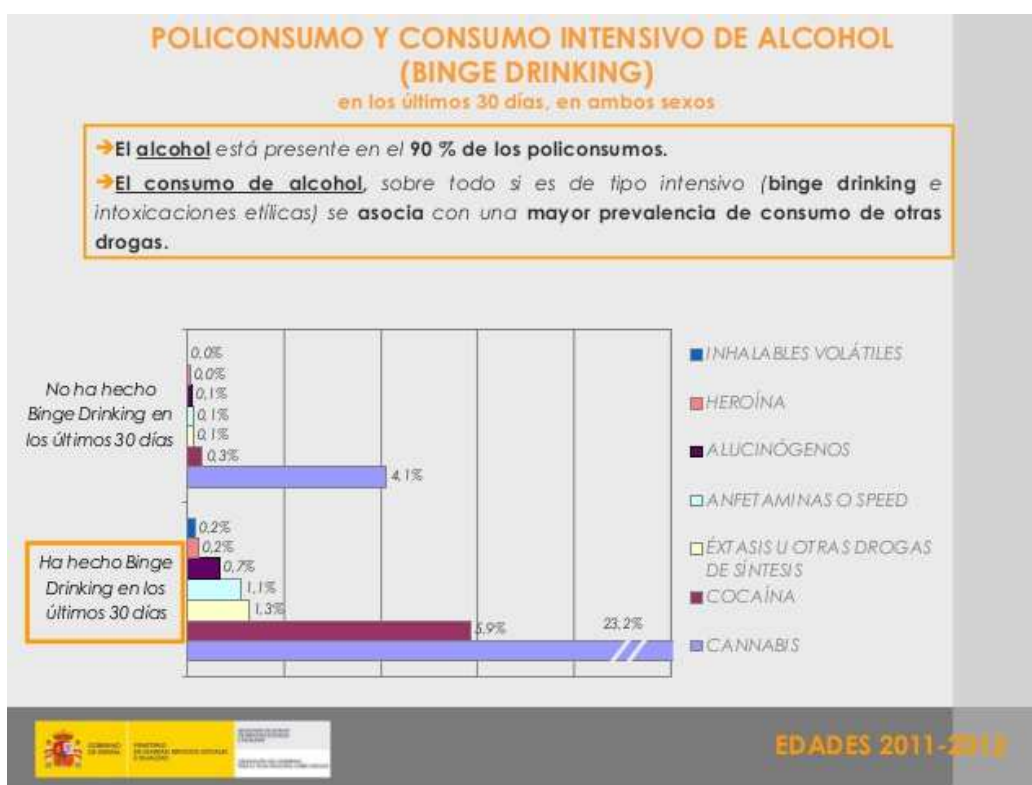 POLICONSUMO Y CONSUMO INTENSIVO DE ALCOHOL
(BINGE DRINKING)
en los últimos 30 días, en ambos sexos
➔El alcohol está presente en el 90 % de los policonsumos.
➔El consumo de alcohol, sobre todo si es de tipo intensivo (binge drinking e
intoxicaciones etílicas) se asocia con una mayor prevalencia de consumo de otras
drogas.
No ha hecho
Binge Drinking en
los últimos 30 días
0,0%
0,0%
0,1%
0,1%
0,1%
0,3%
4,1%
Ha hecho Binge
Drinking en los
últimos 30 días
0,2%
0,2%
0,7%
1,1%
1,3%
5,9%
23,2%
INHALABLES VOLÁTILES
HEROÍNA
ALUCINÓGENOS
ANFETAMINAS O SPEED
ÉXTASIS U OTRAS DROGAS
DE SÍNTESIS
COCAÍNA
CANNABIS
GOBIERNO
DE ESPAÑA
MINISTERIO
DE SANIDAD, SERVICIOS SOCIALES
E IGUALDAD
EDADES 2011-2012